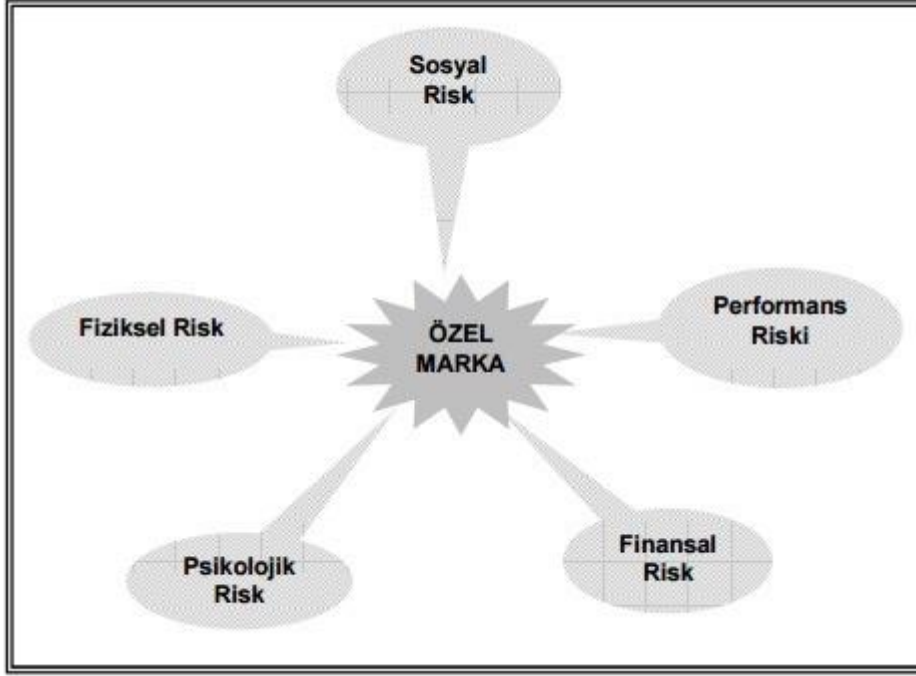 Sosyal
Risk
Fiziksel Risk
ÖZEL
MARKA
Performans
Riski
Psikolojik
Risk
Finansal
Risk